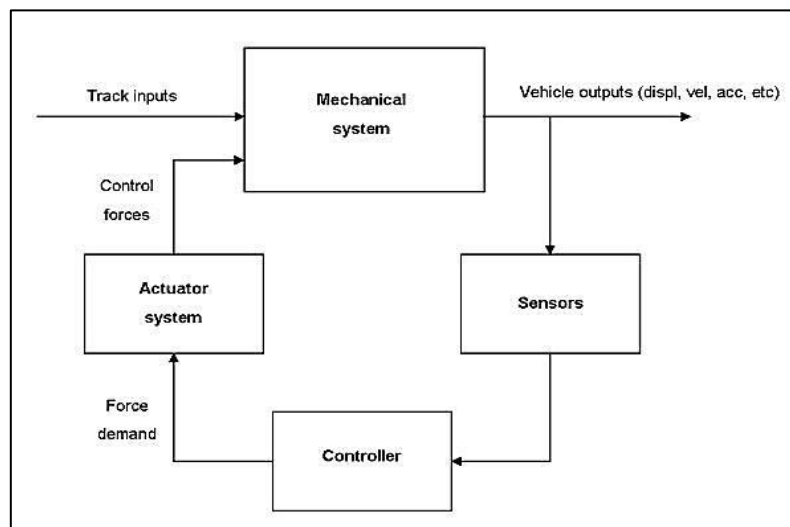 Track inputs
Mechanical
system
Vehicle outputs (displ, vel, acc, etc)
Control
forces
Actuator
system
Sensors
Force
demand
Controller